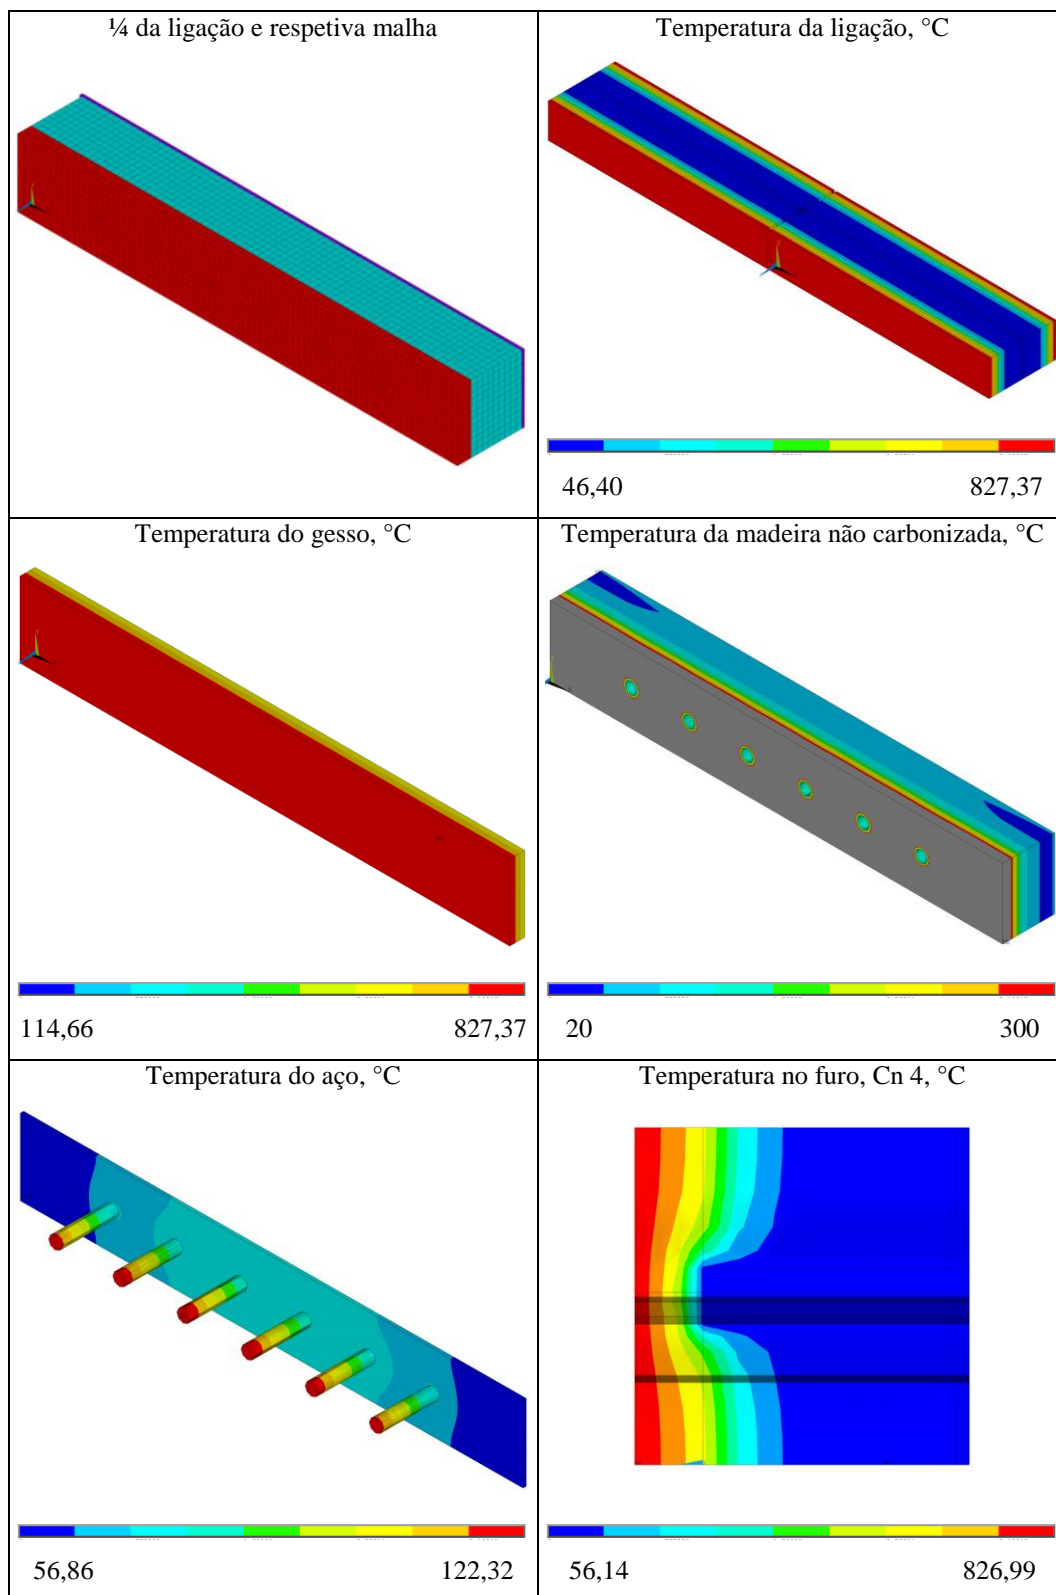 ¼ da ligação e respetiva malha
Temperatura da ligação, °C
46,40 827,37
Temperatura do gesso, °C
Temperatura da madeira não carbonizada, °C
114,66 827,37
20 300
Temperatura do aço, °C
Temperatura no furo, Cn 4, °C
56,86 122,32
56,14 826,99